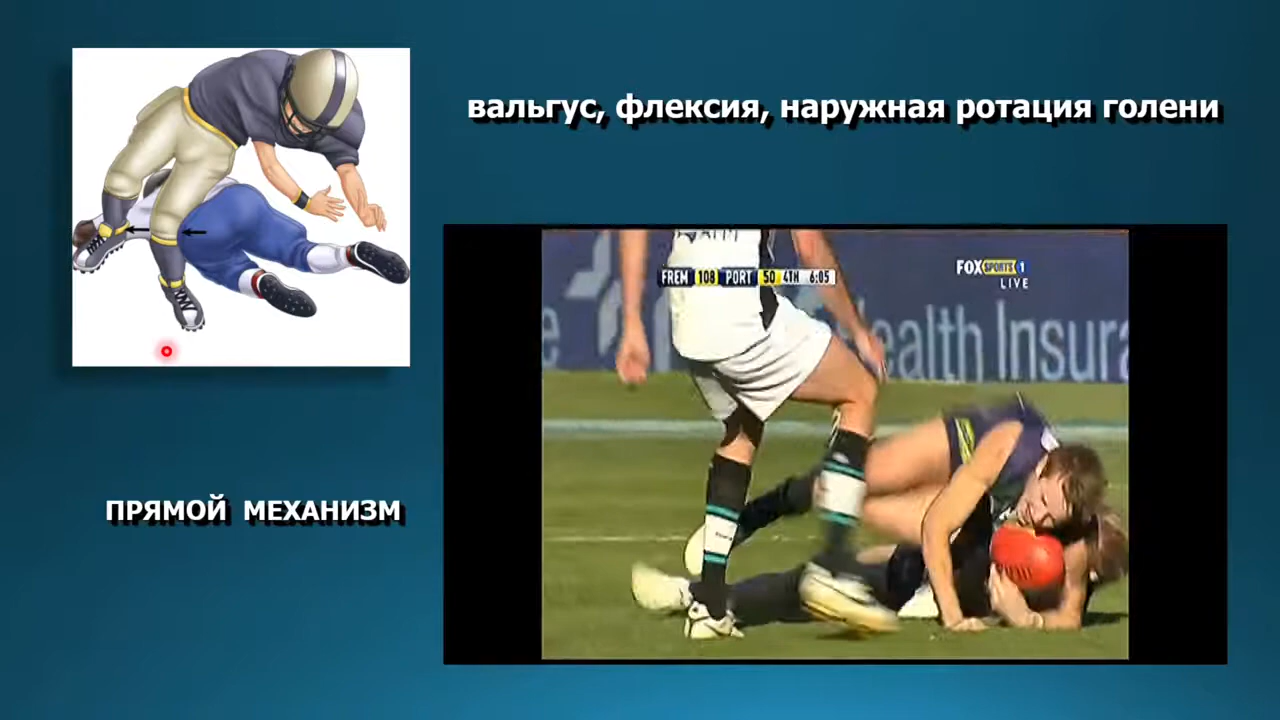 вальгус, флексия, наружная ротация голени
FREM 108 PORT 50 4TH 6:05
FOX SPORTS 1
LIVE
ealth Insura
ПРЯМОЙ МЕХАНИЗМ